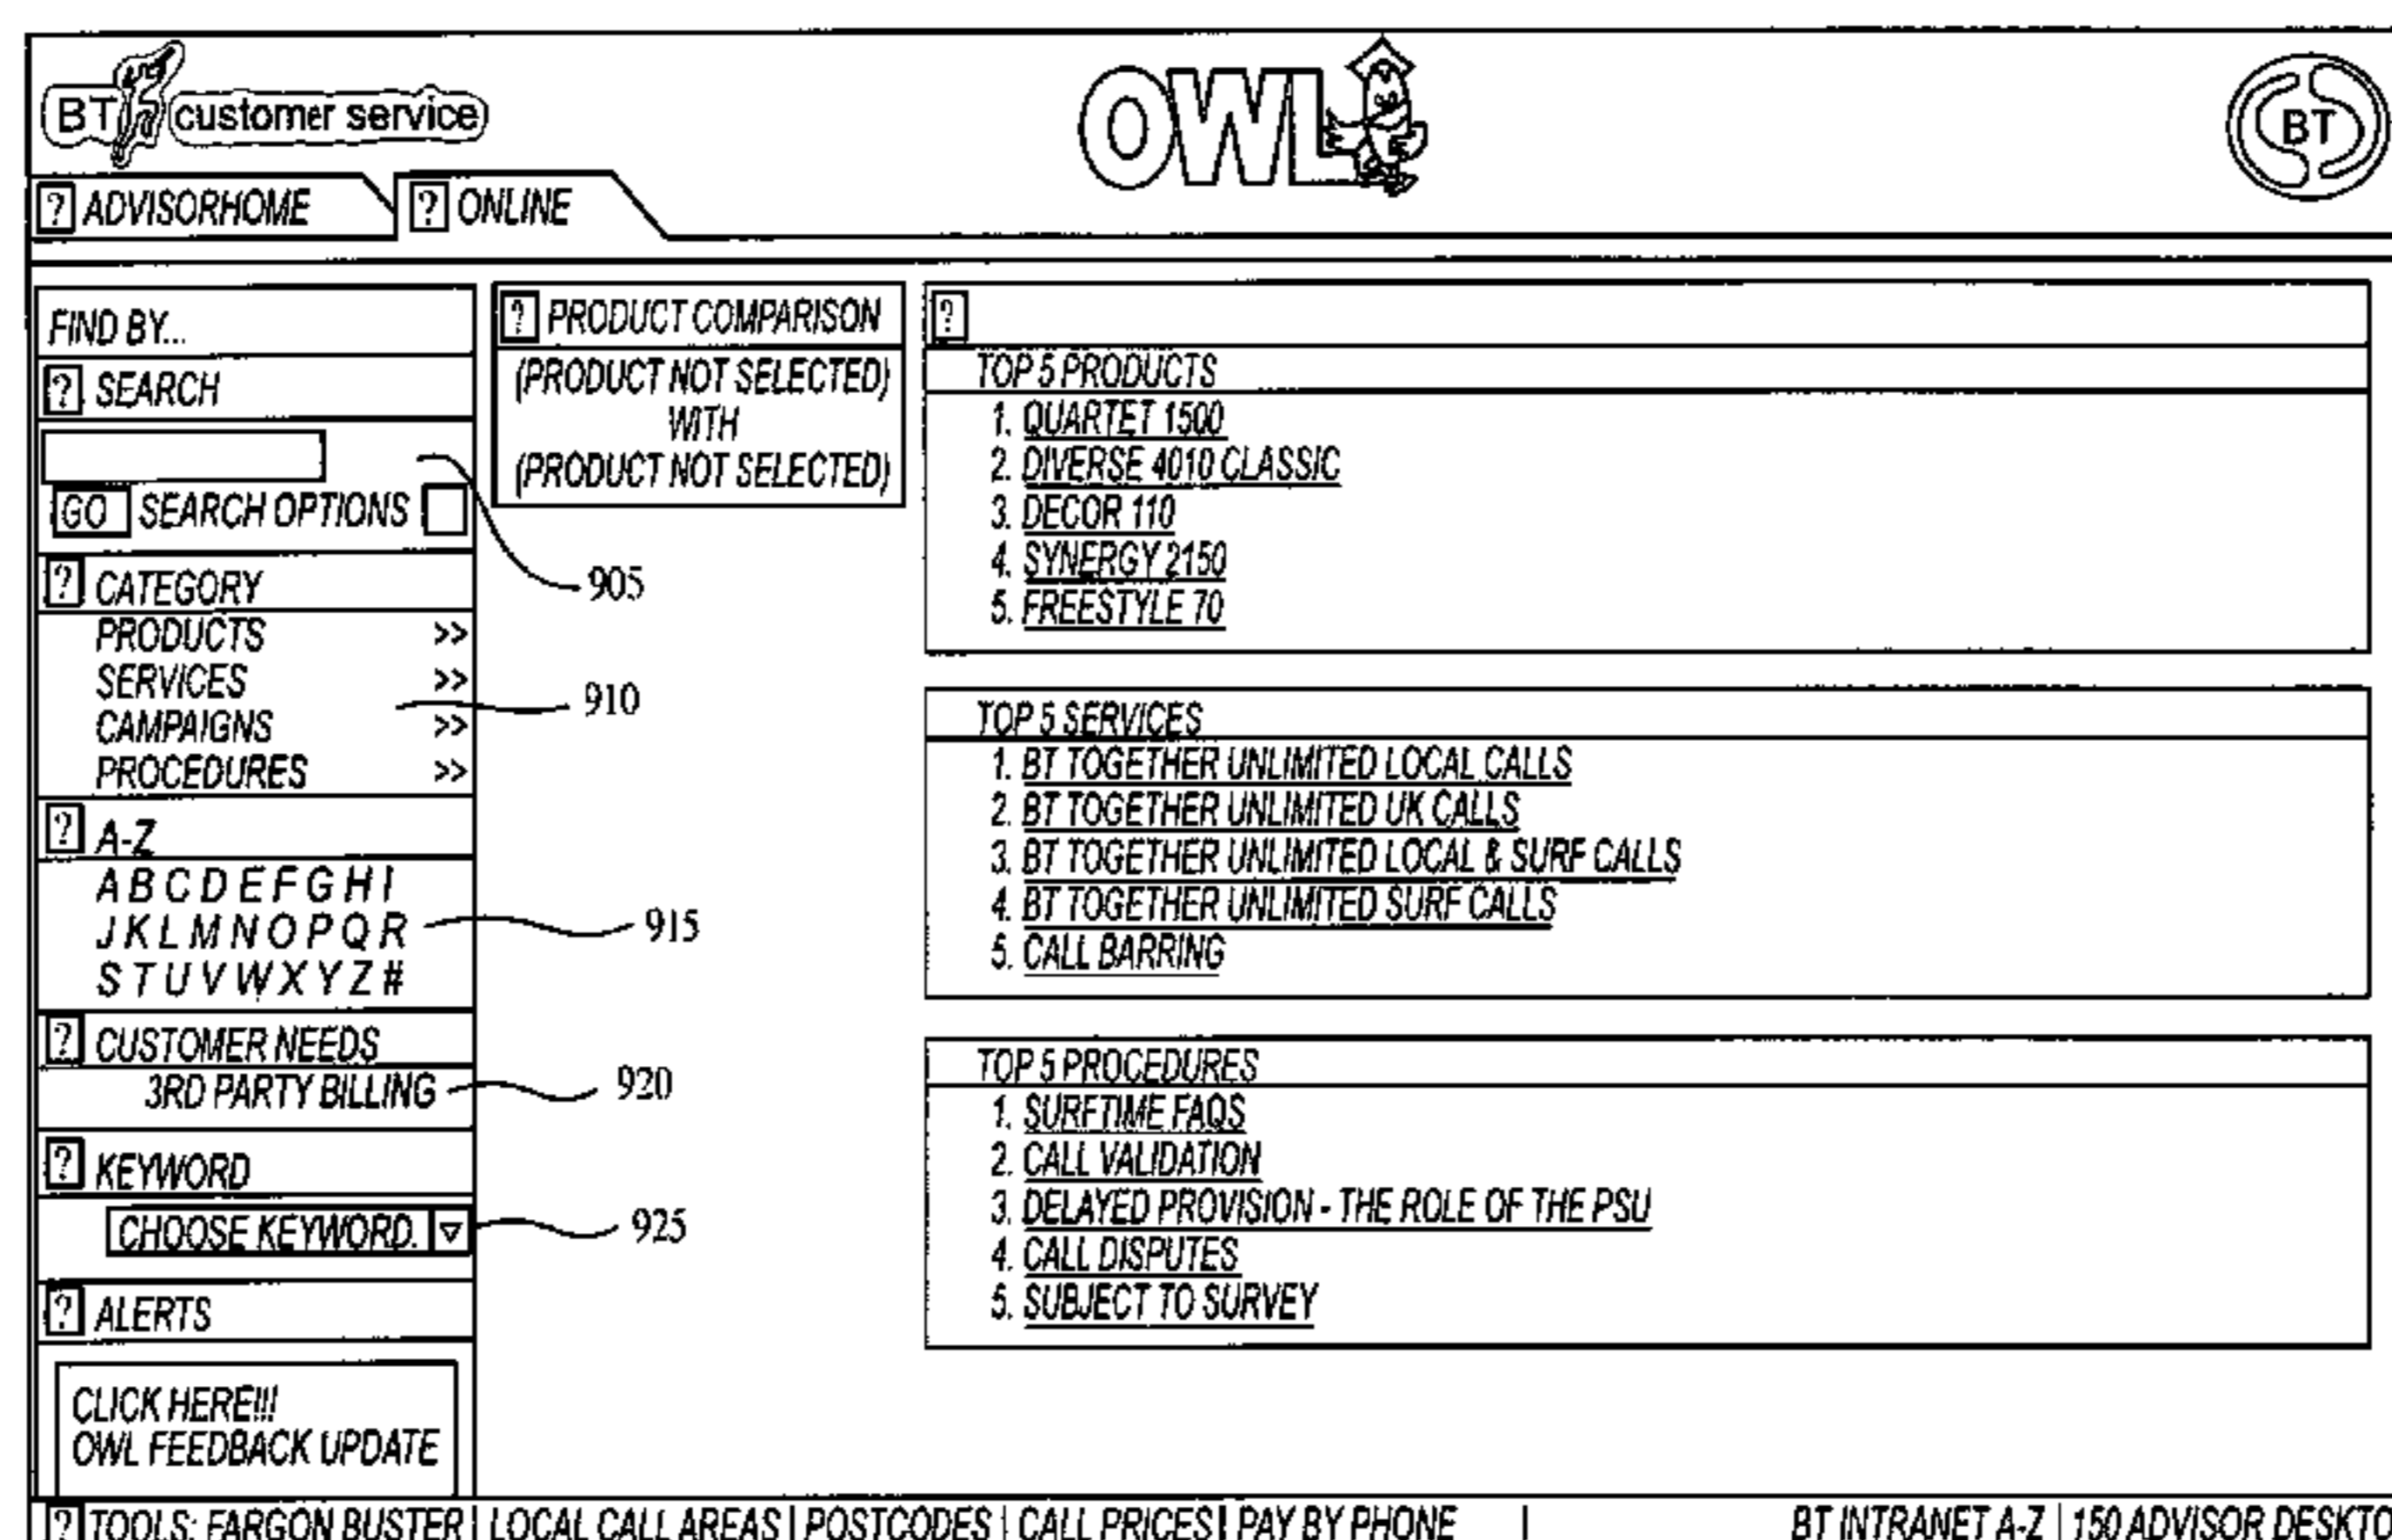 BT customer service
OWL
BT
? ADVISORHOME
? ONLINE
FIND BY...
? SEARCH
GO SEARCH OPTIONS
905
? CATEGORY
PRODUCTS >>
SERVICES >>
CAMPAIGNS >>
PROCEDURES >>
910
? A-Z
A B C D E F G H I
J K L M N O P Q R
S T U V W X Y Z #
915
? CUSTOMER NEEDS
3RD PARTY BILLING
920
? KEYWORD
CHOOSE KEYWORD.
925
? ALERTS
CLICK HERE!!!
OWL FEEDBACK UPDATE
? PRODUCT COMPARISON
(PRODUCT NOT SELECTED)
WITH
(PRODUCT NOT SELECTED)
?
TOP 5 PRODUCTS
1. QUARTET 1500
2. DIVERSE 4010 CLASSIC
3. DECOR 110
4. SYNERGY 2150
5. FREESTYLE 70
TOP 5 SERVICES
1. BT TOGETHER UNLIMITED LOCAL CALLS
2. BT TOGETHER UNLIMITED UK CALLS
3. BT TOGETHER UNLIMITED LOCAL & SURF CALLS
4. BT TOGETHER UNLIMITED SURF CALLS
5. CALL BARRING
TOP 5 PROCEDURES
1. SURFTIME FAQS
2. CALL VALIDATION
3. DELAYED PROVISION - THE ROLE OF THE PSU
4. CALL DISPUTES
5. SUBJECT TO SURVEY
? TOOLS: FARGON BUSTER | LOCAL CALL AREAS | POSTCODES | CALL PRICES | PAY BY PHONE | BT INTRANET A-Z | 150 ADVISOR DESKTO